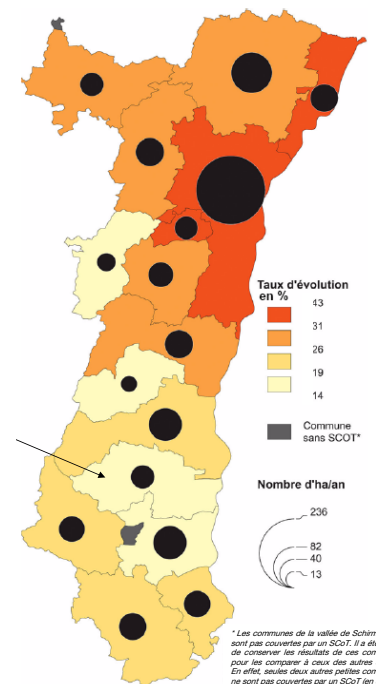 Taux d'évolution
en %
43
31
26
19
14
Commune
sans SCOT*
Nombre d'ha/an
236
82
40
13
* Les communes de la vallée de Schirm
sont pas couvertes par un SCoT. Il a été
de conserver les résultats de ces com
pour les comparer à ceux des autres
En effet, seules deux autres petites com
ne sont pas couvertes par un SCoT (en